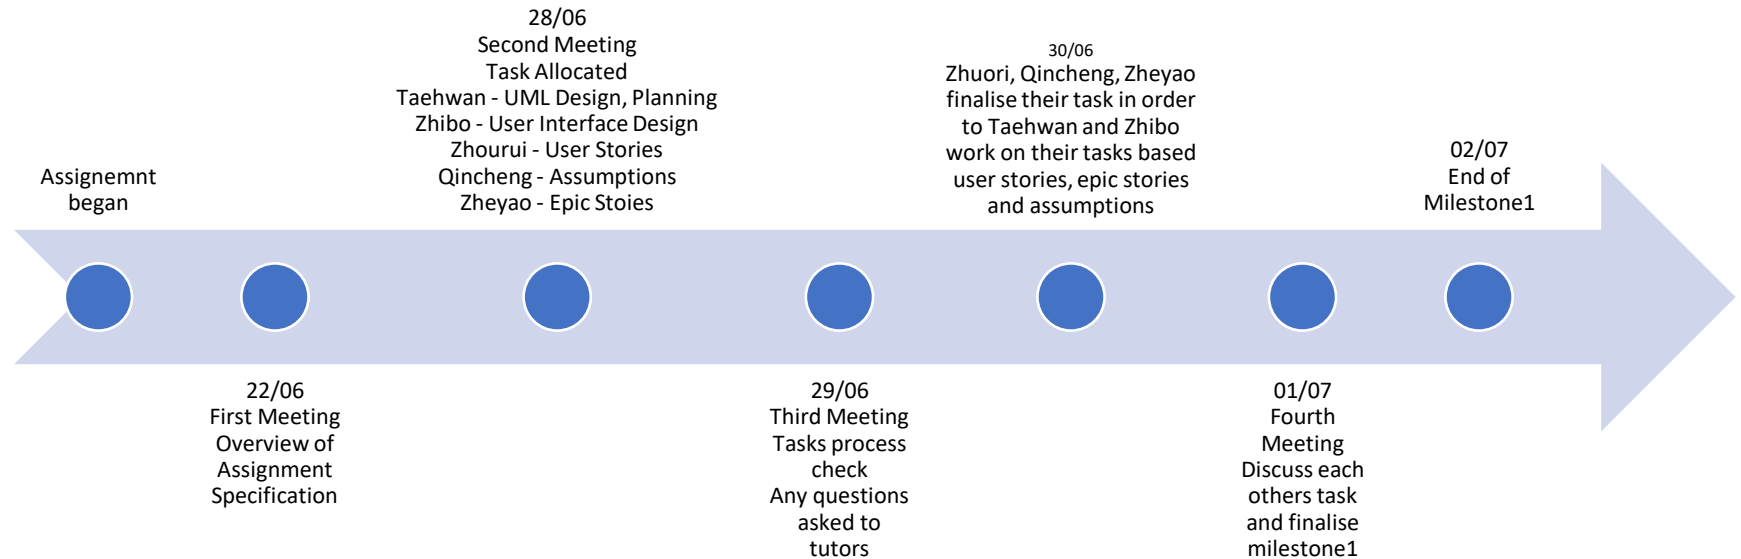 Assignemnt
began
22/06
First Meeting
Overview of
Assignment
Specification
28/06
Second Meeting
Task Allocated
Taehwan - UML Design, Planning
Zhibo - User Interface Design
Zhourui - User Stories
Qincheng - Assumptions
Zheyao - Epic Stoies
29/06
Third Meeting
Tasks process
check
Any questions
asked to
tutors
30/06
Zhuori, Qincheng, Zheyao
finalise their task in order
to Taehwan and Zhibo
work on their tasks based
user stories, epic stories
and assumptions
01/07
Fourth
Meeting
Discuss each
others task
and finalise
milestone1
02/07
End of
Milestone1